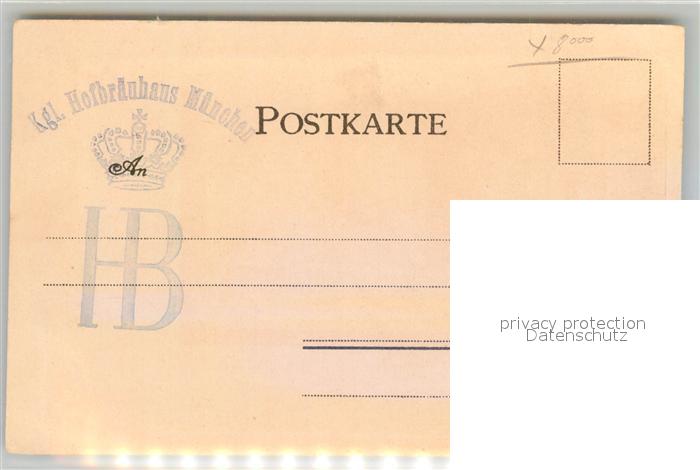 x 8000
Kgl. Hofbräuhaus München
POSTKARTE
An
HB
privacy protection
Datenschutz